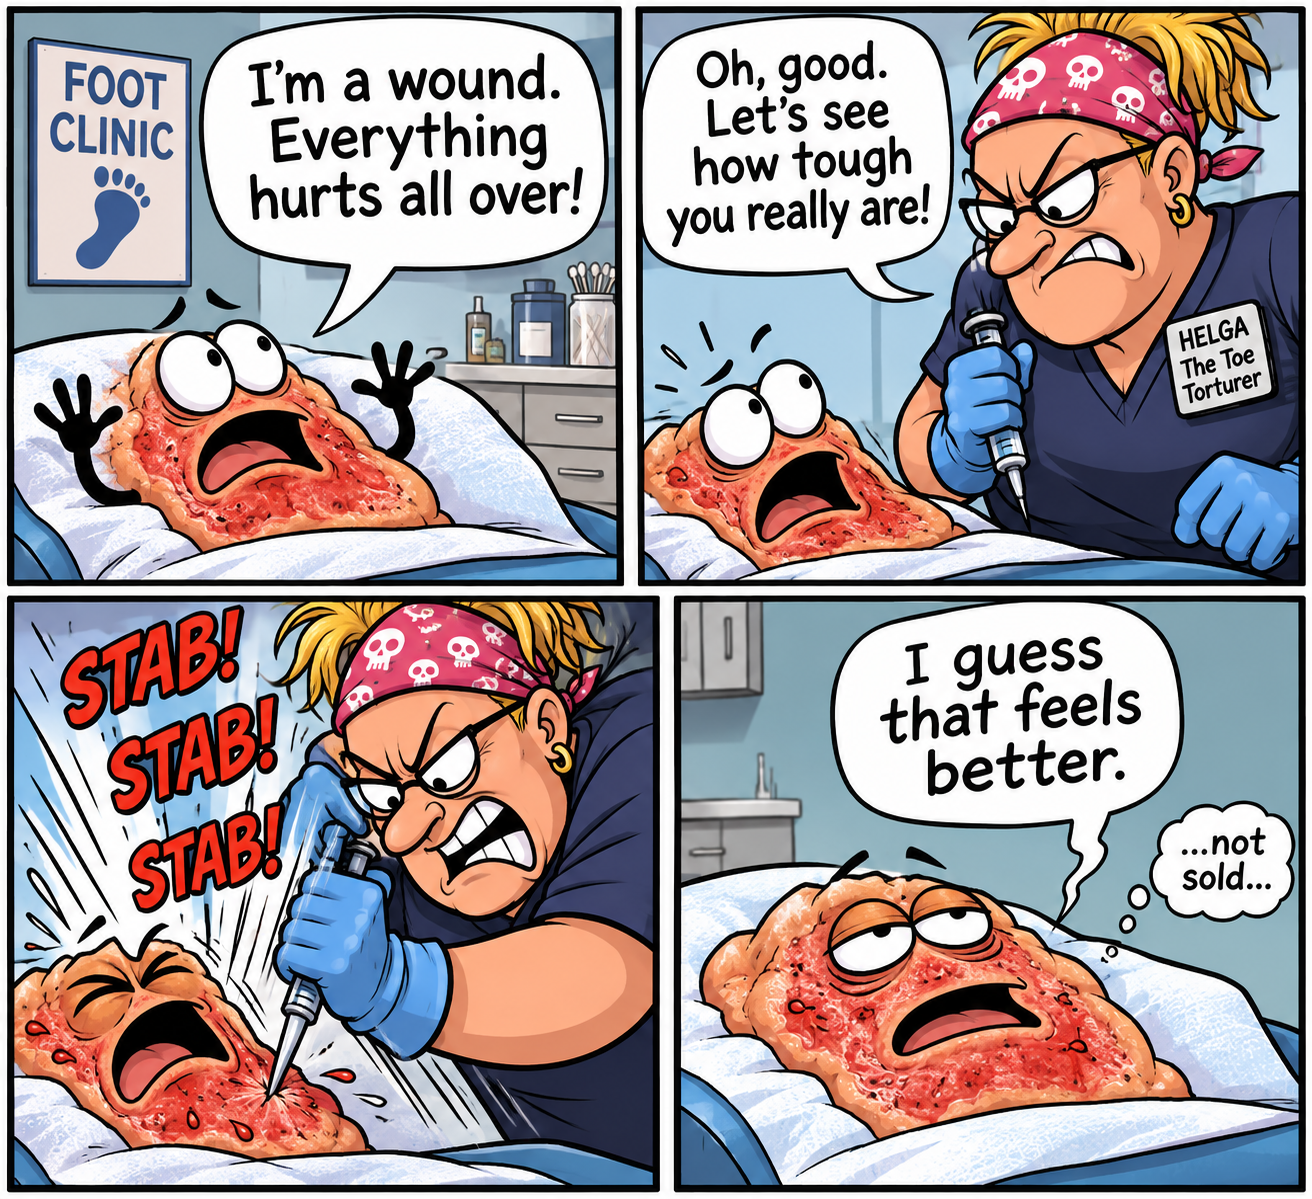 FOOT
CLINIC
I'm a wound.
Everything
hurts all over!
Oh, good.
Let's see
how tough
you really are!
HELGA
The Toe
Torturer
STAB!
STAB!
STAB!
I guess
that feels
better.
...not
sold...